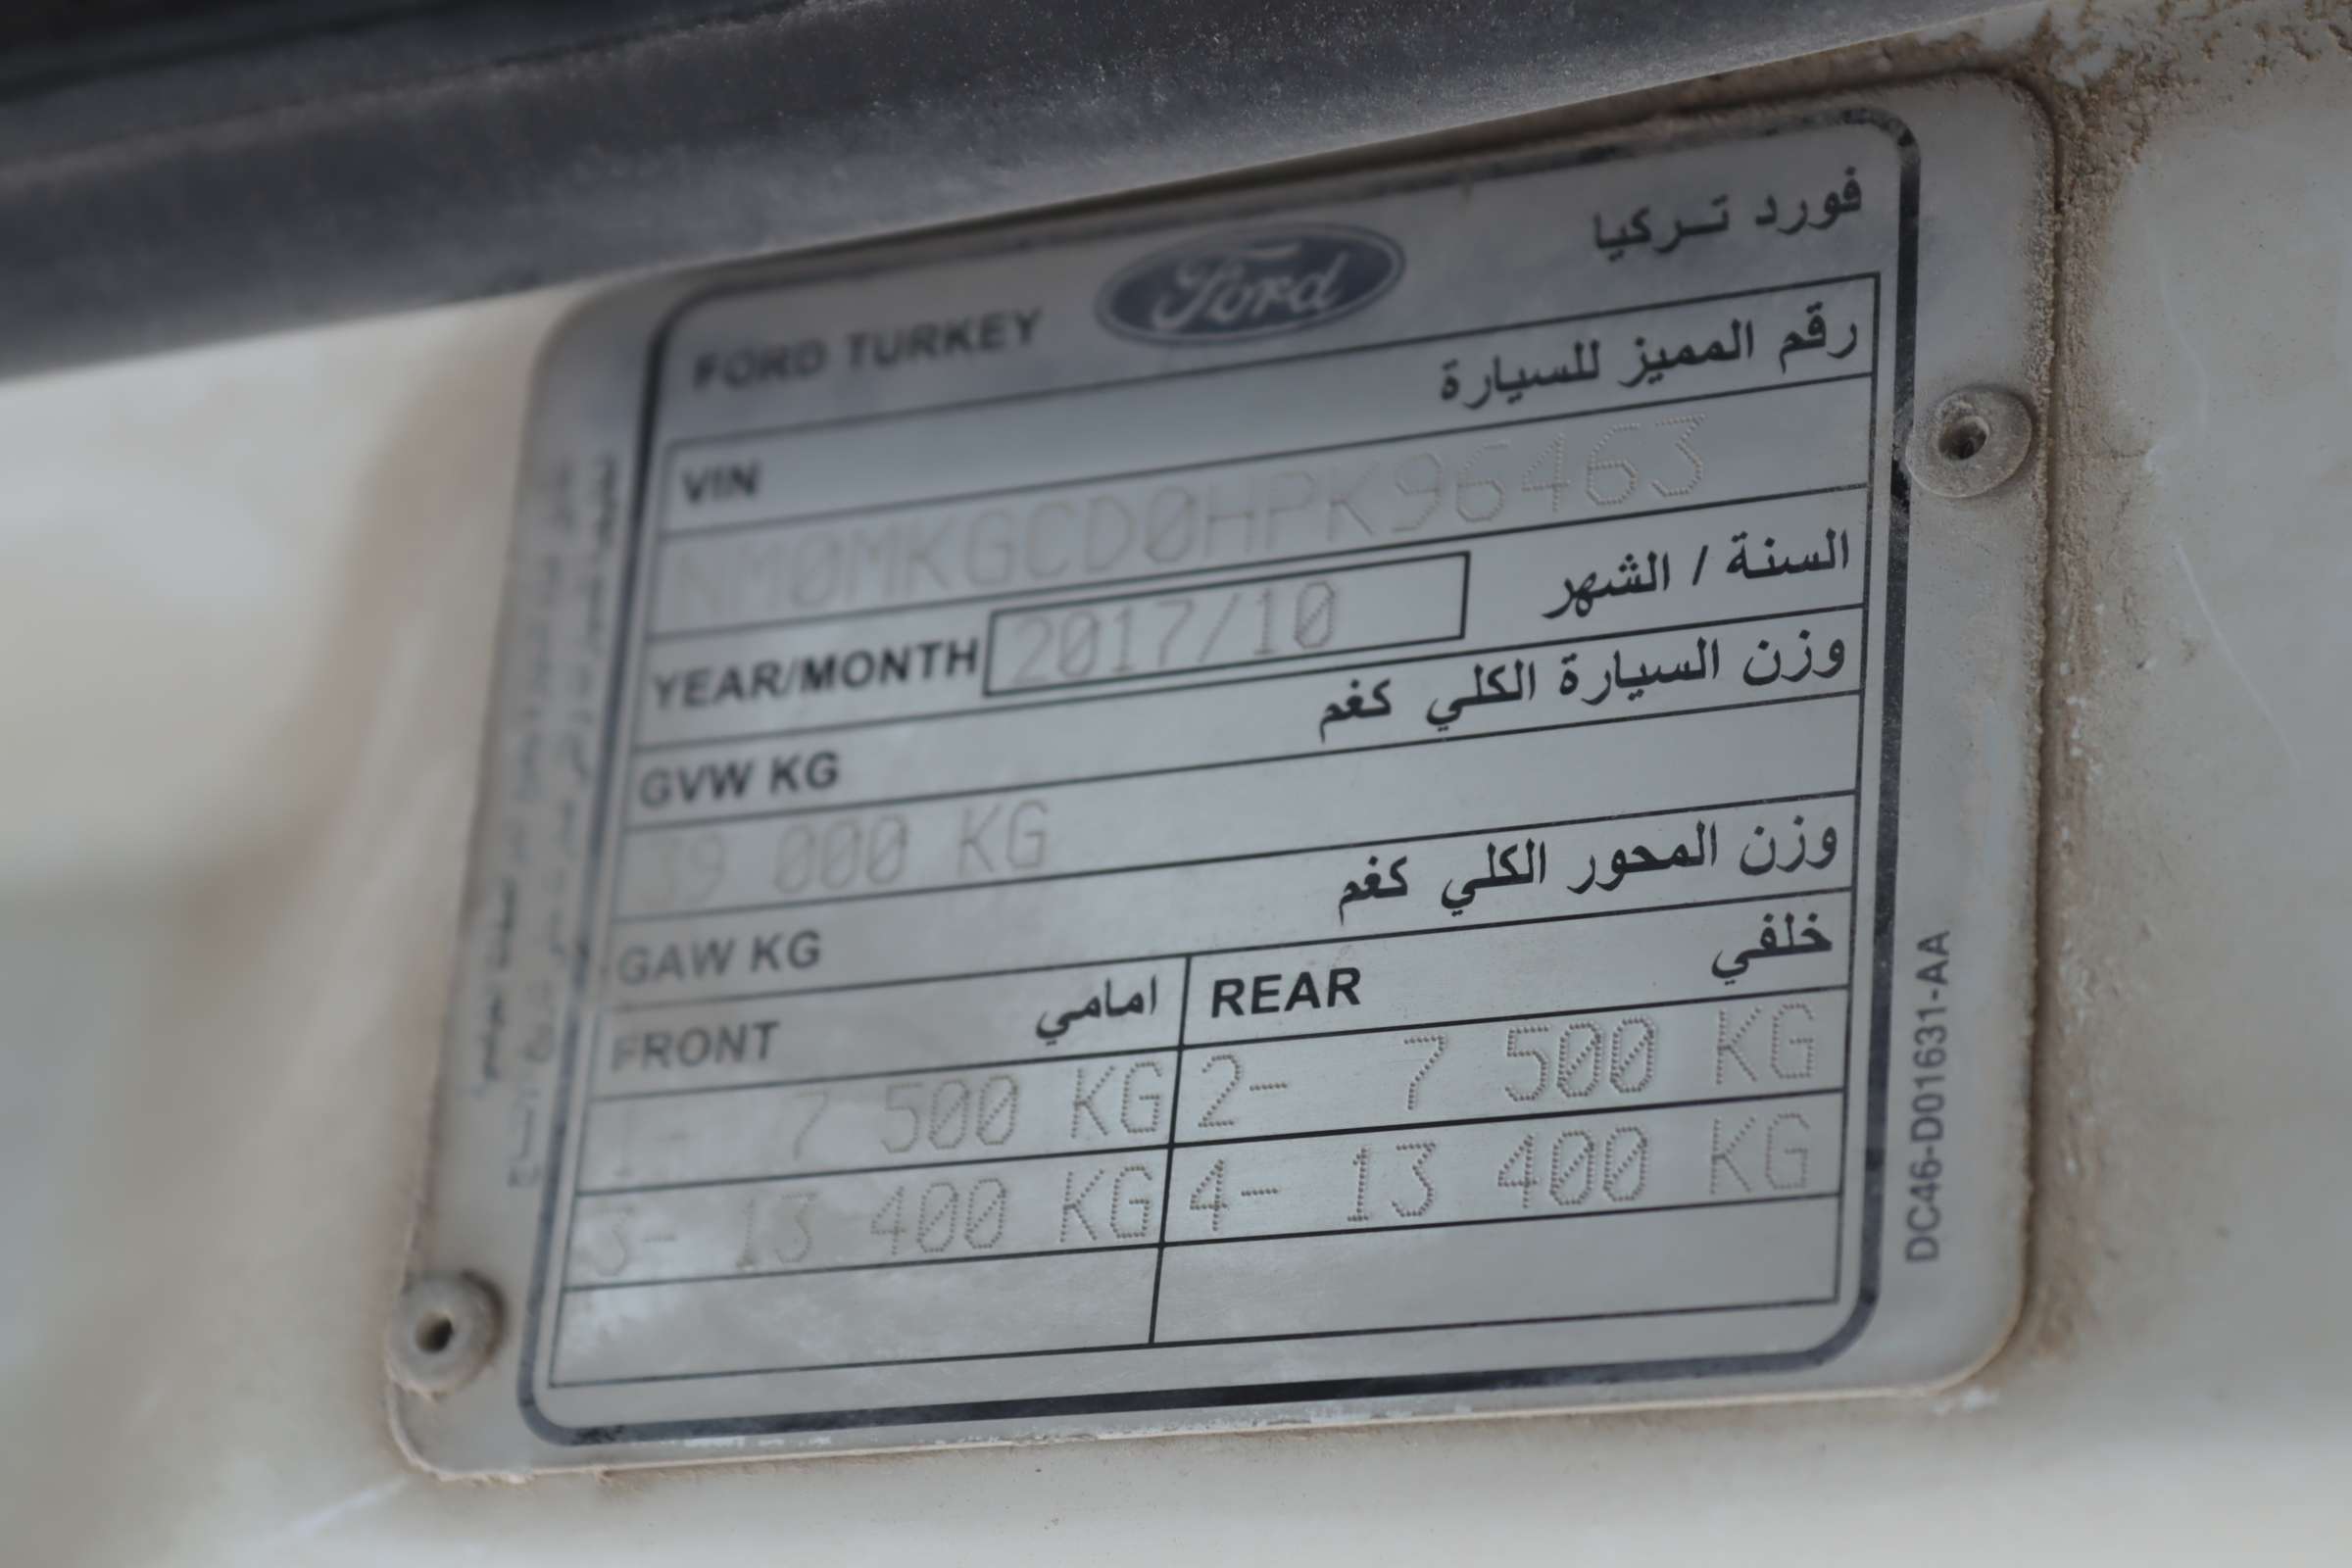 FORD TURKEY Ford فورد تركيا
VIN رقم المميز للسيارة
NM0MKGCD0HPK96463
YEAR/MONTH 2017/10 السنة / الشهر
GVW KG وزن السيارة الكلي كغم
39 000 KG
GAW KG وزن المحور الكلي كغم
FRONT امامي REAR خلفي
1- 7 500 KG 2- 7 500 KG
3- 13 400 KG 4- 13 400 KG
DC46-D01631-AA